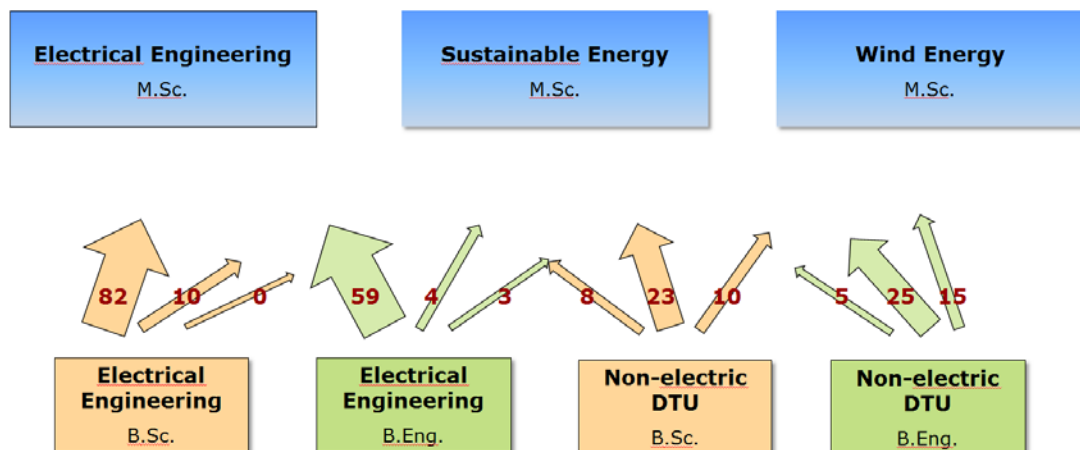 Electrical Engineering
M.Sc.
Sustainable Energy
M.Sc.
Wind Energy
M.Sc.
82
10
0
59
4
3
8
23
10
5
25
15
Electrical
Engineering
B.Sc.
Electrical
Engineering
B.Eng.
Non-electric
DTU
B.Sc.
Non-electric
DTU
B.Eng.